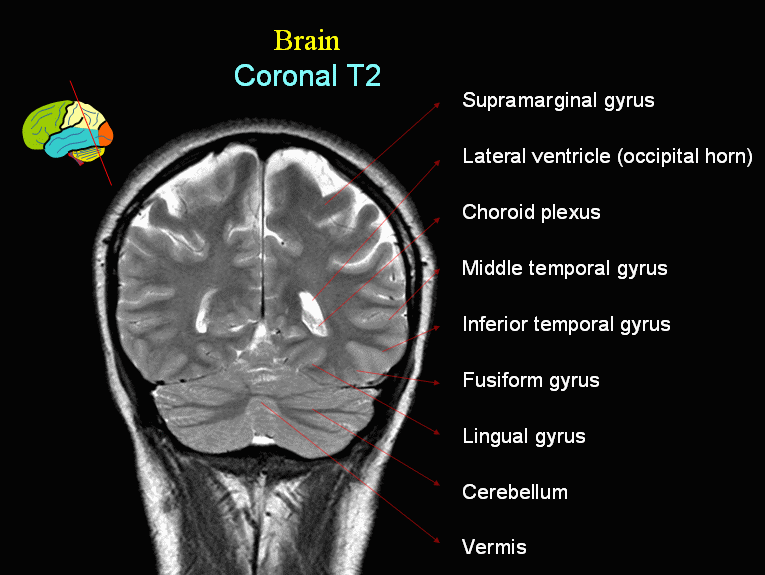 Brain
Coronal T2
Supramarginal gyrus
Lateral ventricle (occipital horn)
Choroid plexus
Middle temporal gyrus
Inferior temporal gyrus
Fusiform gyrus
Lingual gyrus
Cerebellum
Vermis